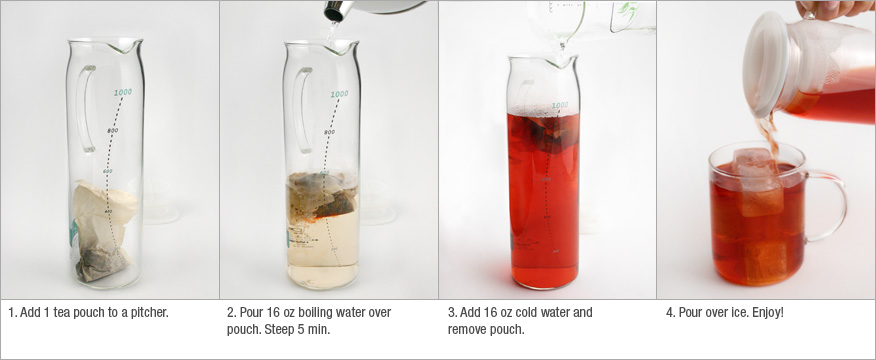 1000
800
600
400
1000
800
600
1000
1. Add 1 tea pouch to a pitcher.
2. Pour 16 oz boiling water over
pouch. Steep 5 min.
3. Add 16 oz cold water and
remove pouch.
4. Pour over ice. Enjoy!